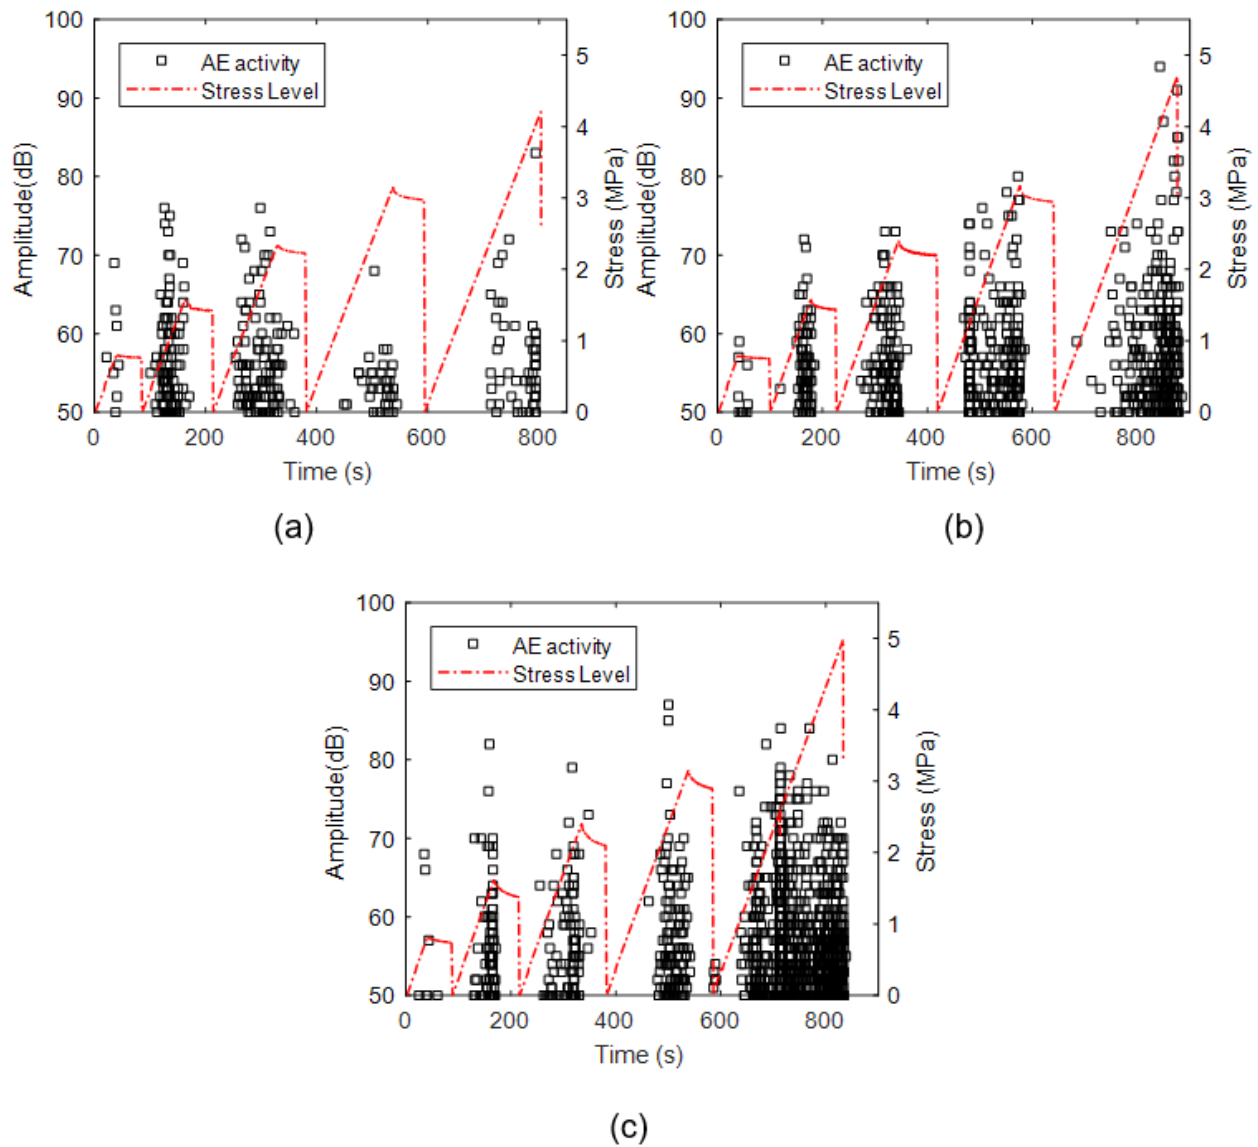 100
90
80
70
60
50
Amplitude(dB)
AE activity
Stress Level
5
4
3
2
1
0
Stress (MPa)
0 200 400 600 800
Time (s)
(a)
100
90
80
70
60
50
Amplitude(dB)
AE activity
Stress Level
5
4
3
2
1
0
Stress (MPa)
0 200 400 600 800
Time (s)
(b)
100
90
80
70
60
50
Amplitude(dB)
AE activity
Stress Level
5
4
3
2
1
0
Stress (MPa)
0 200 400 600 800
Time (s)
(c)